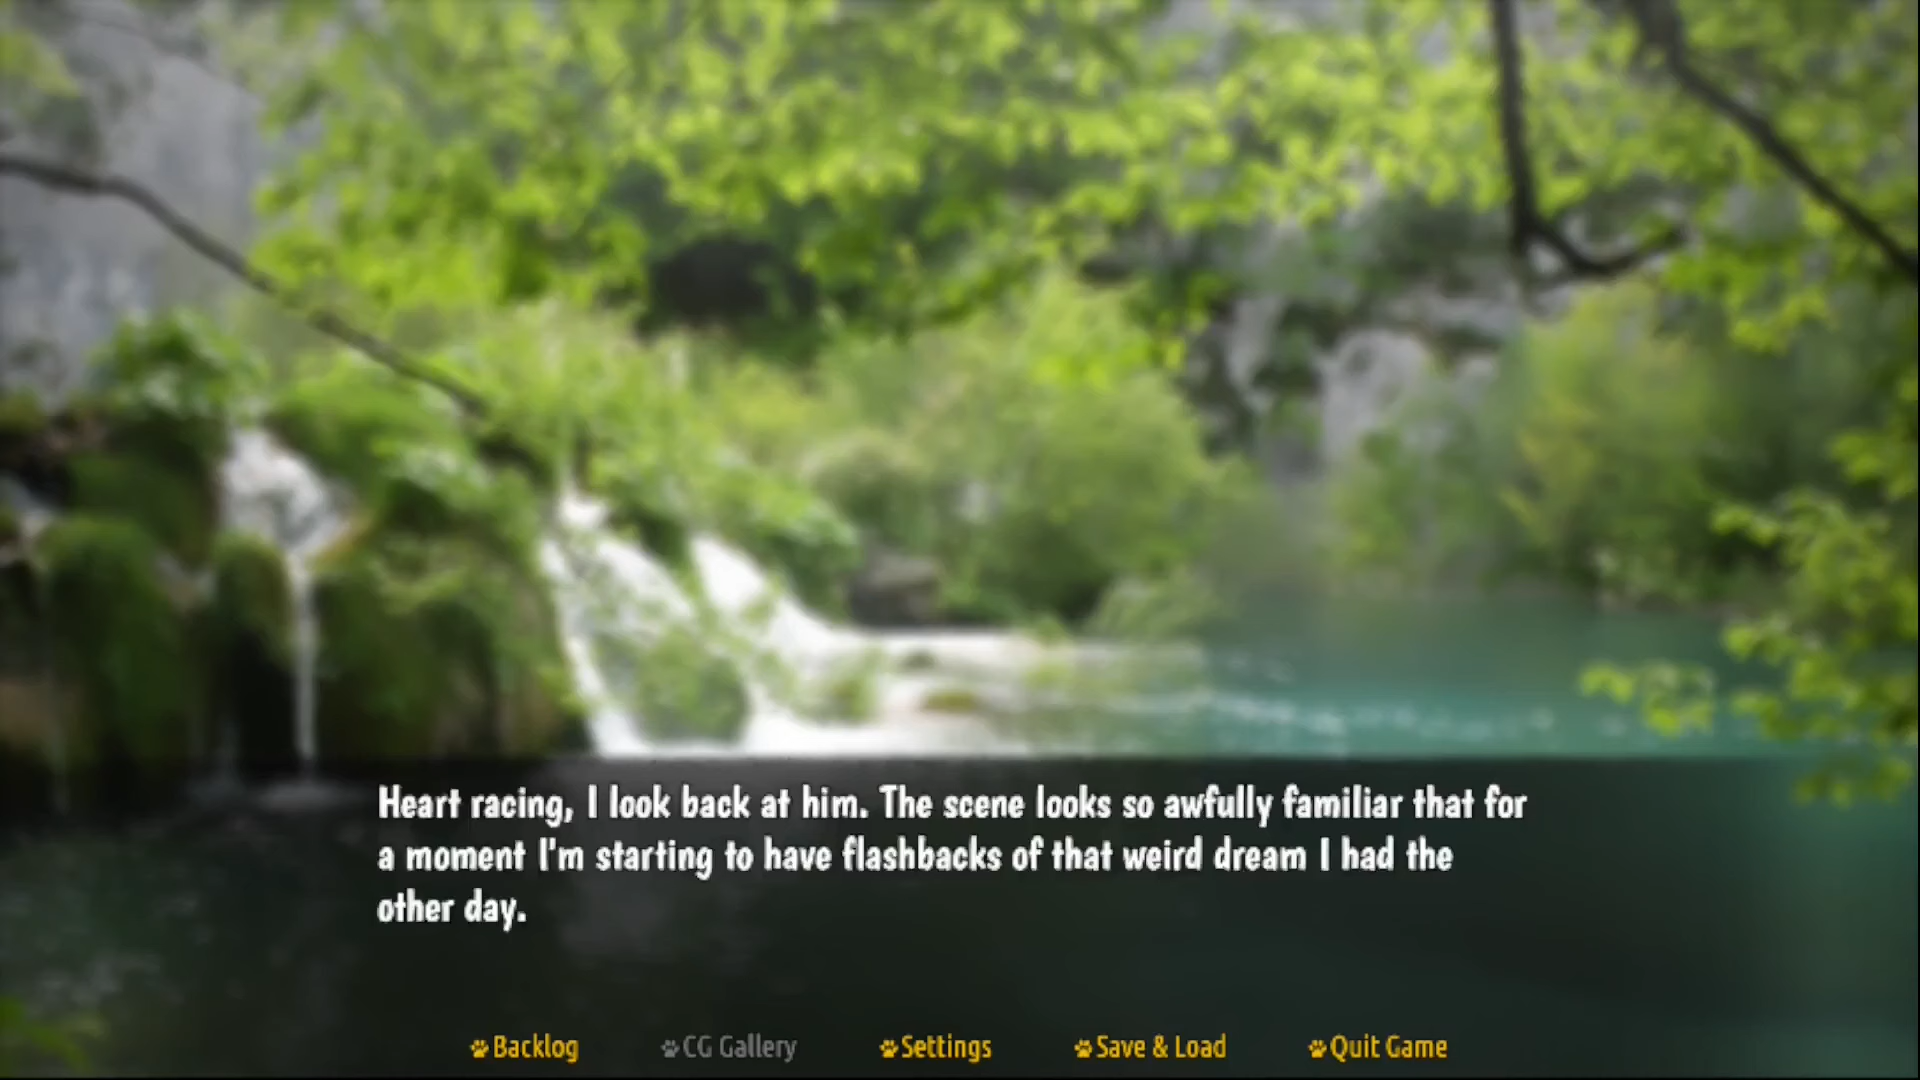 Heart racing, I look back at him. The scene looks so awfully familiar that for
a moment I'm starting to have flashbacks of that weird dream I had the
other day.
Backlog
CG Gallery
Settings
Save & Load
Quit Game